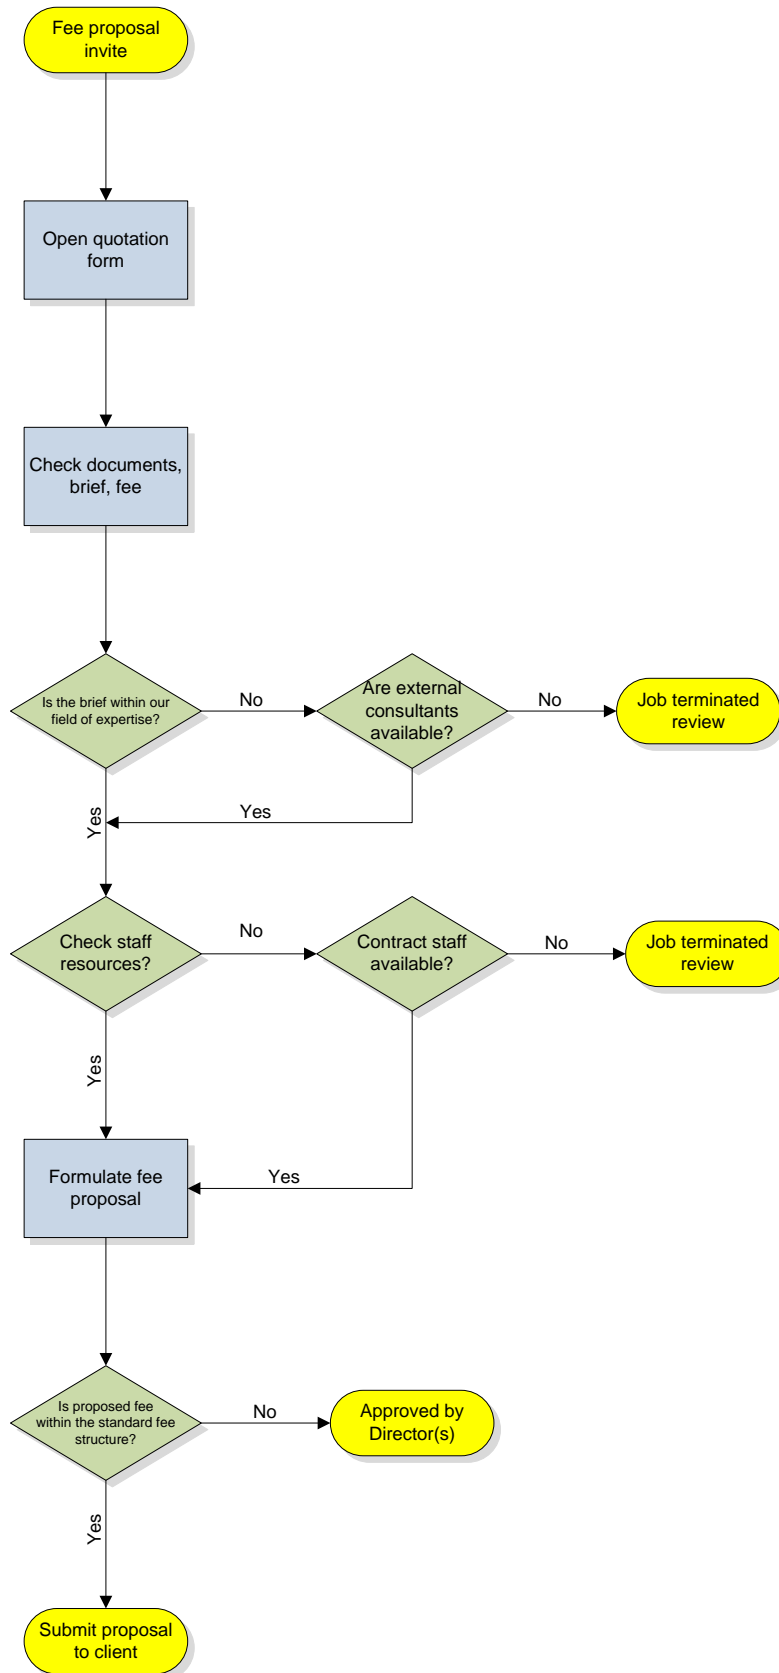 Fee proposal
invite
Open quotation
form
Check documents,
brief, fee
Is the brief within our
field of expertise?
No
Are external
consultants
available?
No
Job terminated
review
Yes
Yes
Check staff
resources?
No
Contract staff
available?
No
Job terminated
review
Yes
Formulate fee
proposal
Yes
Is proposed fee
within the standard fee
structure?
No
Approved by
Director(s)
Yes
Submit proposal
to client